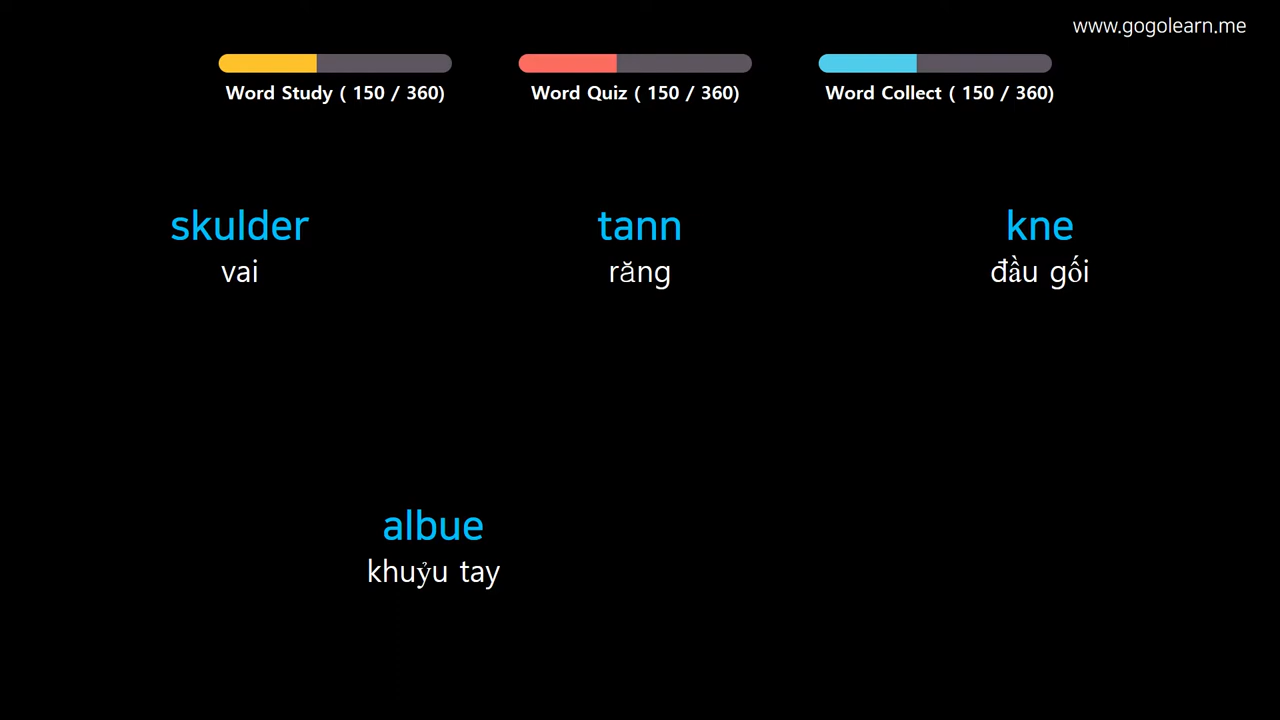 www.gogolearn.me
Word Study ( 150 / 360)
Word Quiz ( 150 / 360)
Word Collect ( 150 / 360)
skulder
vai
tann
răng
kne
đầu gối
albue
khuỷu tay